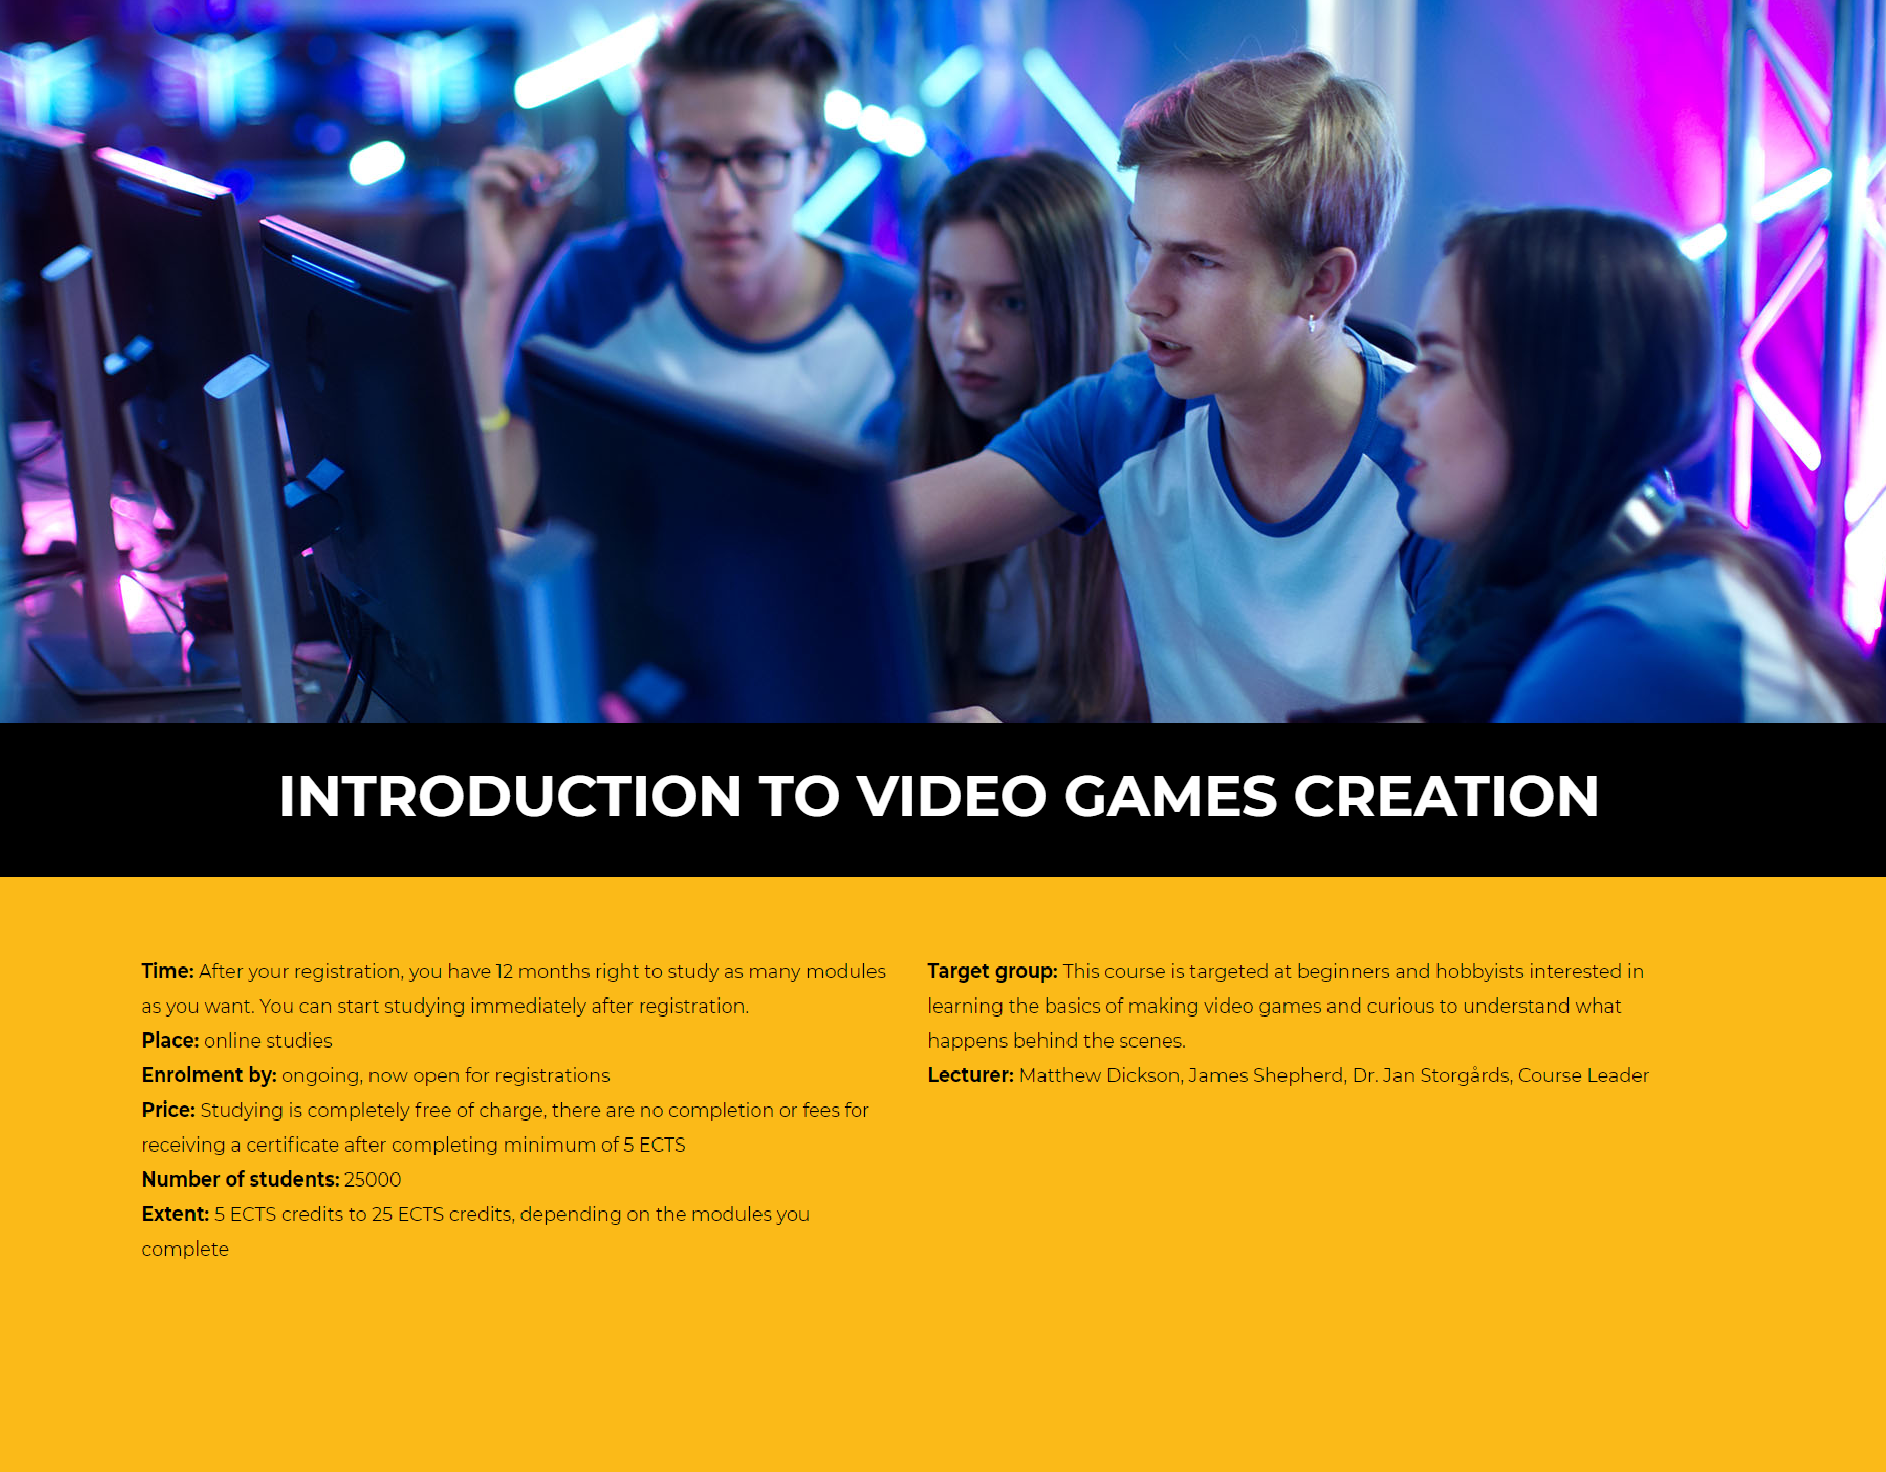 INTRODUCTION TO VIDEO GAMES CREATION
Time: After your registration, you have 12 months right to study as many modules
as you want. You can start studying immediately after registration.
Place: online studies
Enrolment by: ongoing, now open for registrations
Price: Studying is completely free of charge, there are no completion or fees for
receiving a certificate after completing minimum of 5 ECTS
Number of students: 25000
Extent: 5 ECTS credits to 25 ECTS credits, depending on the modules you
complete
Target group: This course is targeted at beginners and hobbyists interested in
learning the basics of making video games and curious to understand what
happens behind the scenes.
Lecturer: Matthew Dickson, James Shepherd, Dr. Jan Storgårds, Course Leader